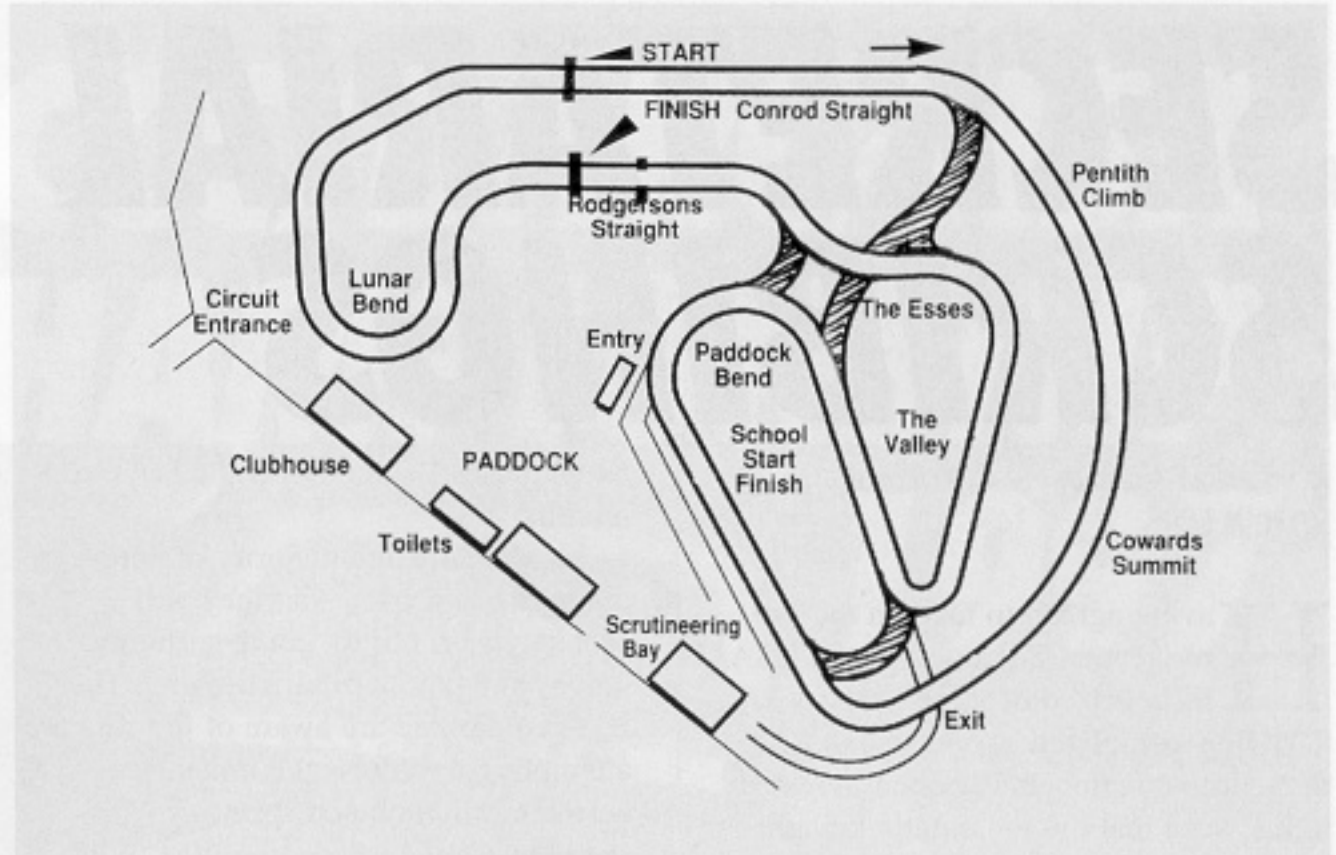 START
FINISH Conrod Straight
Pentith
Climb
Rodgersons
Straight
Lunar
Bend
Circuit
Entrance
The Esses
Entry
Paddock
Bend
The
Valley
School
Start
Finish
Clubhouse
PADDOCK
Toilets
Cowards
Summit
Scrutineering
Bay
Exit